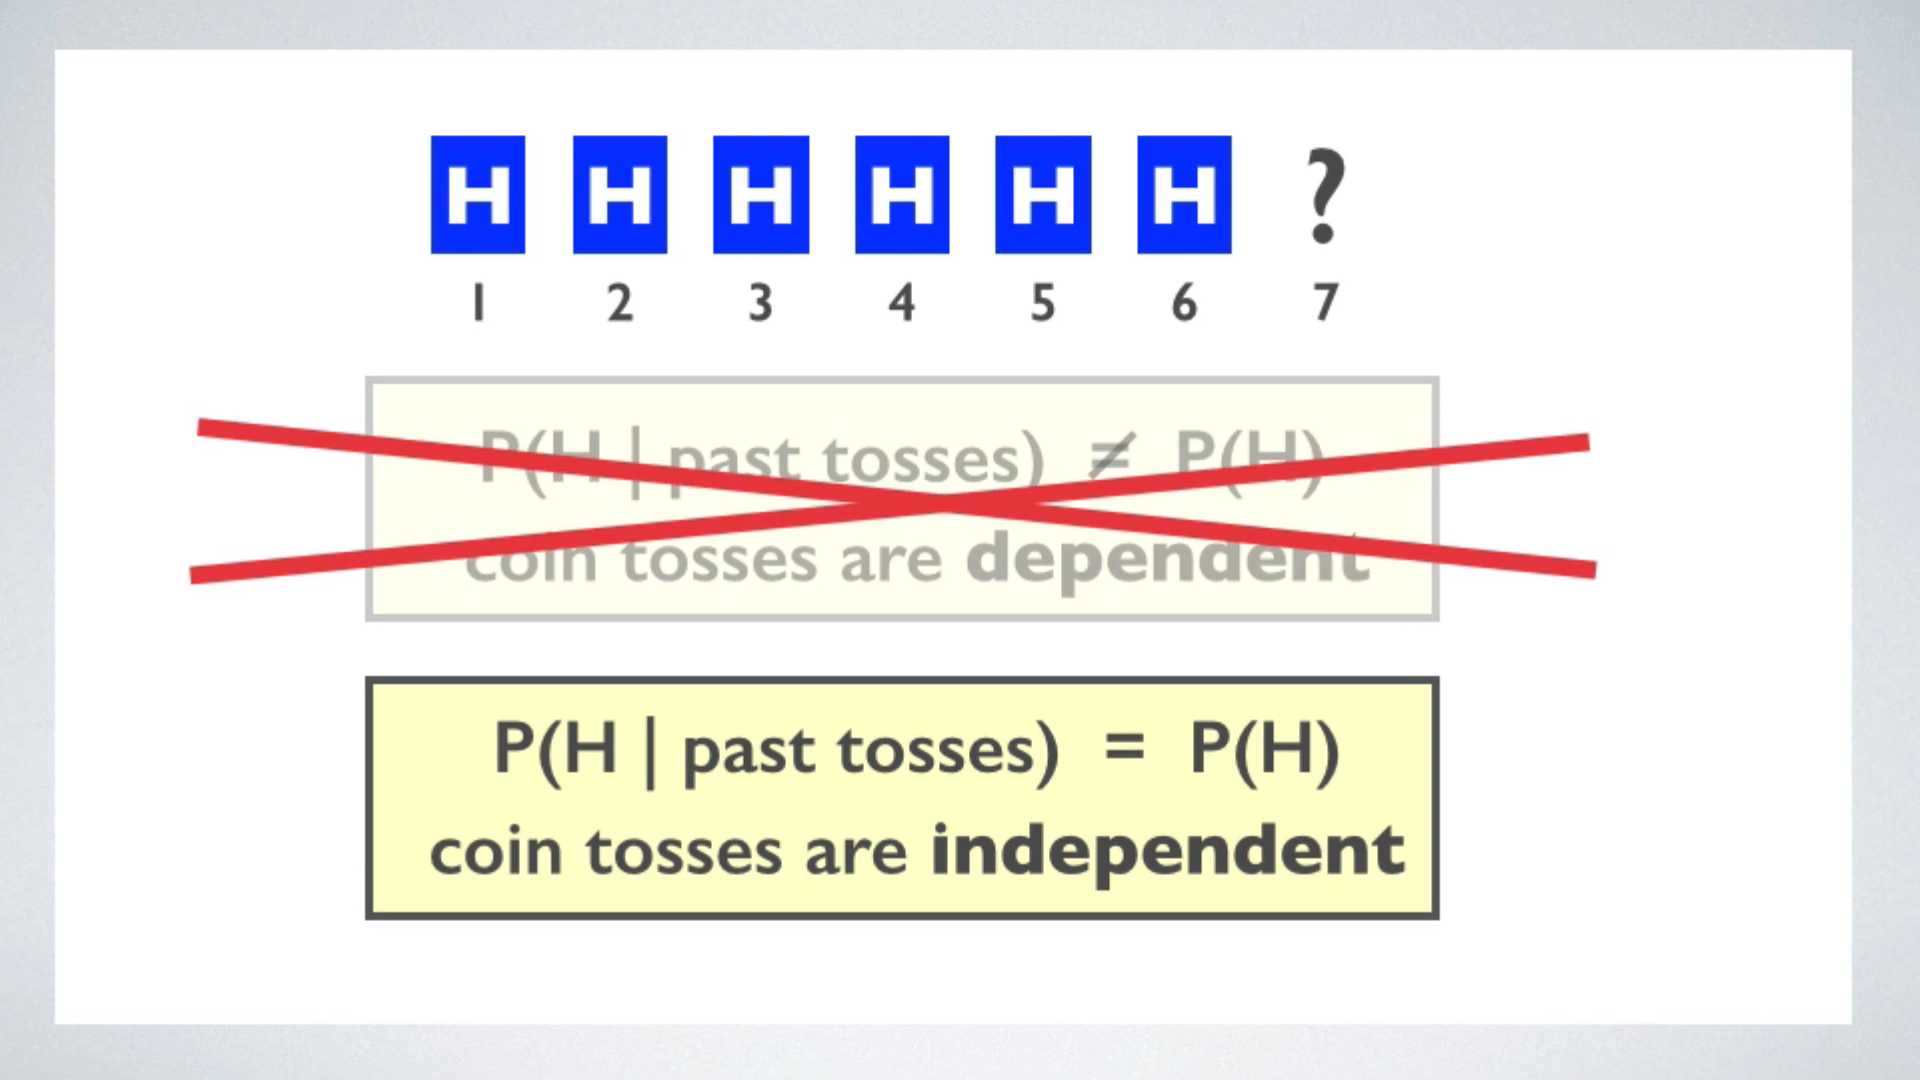 H H H H H H ?
1 2 3 4 5 6 7
P(H | past tosses) ≠ P(H)
coin tosses are dependent
P(H | past tosses) = P(H)
coin tosses are independent